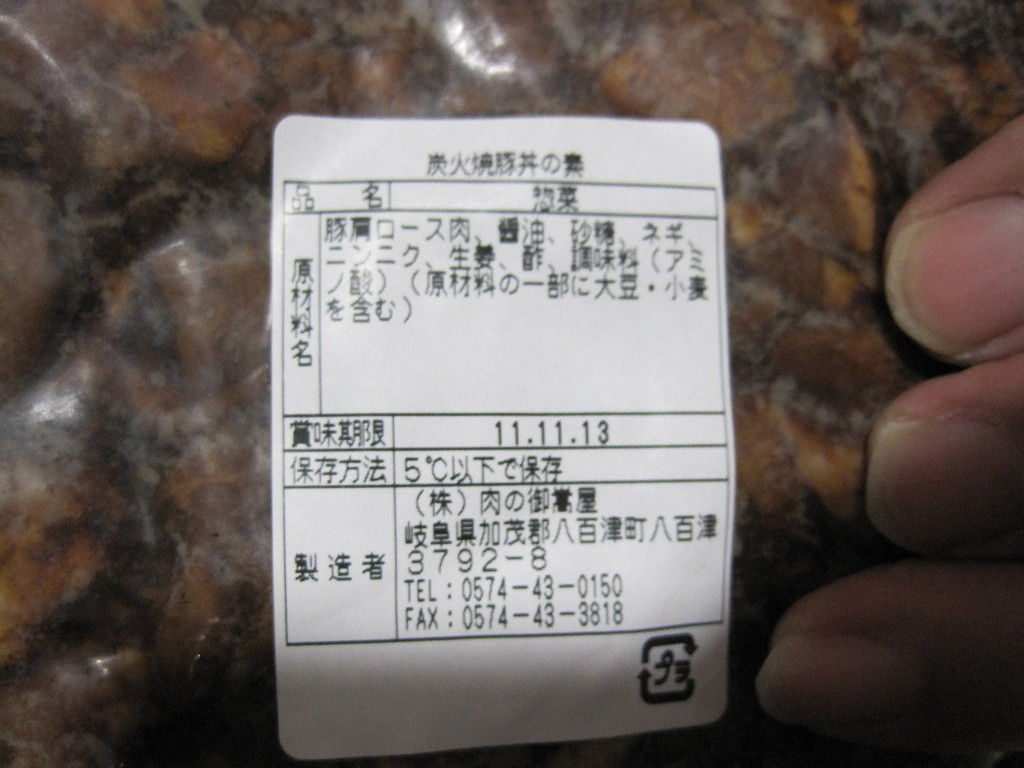 炭火焼豚丼の素
品名 惣菜
原材料名
豚肩ロース肉、醤油、砂糖、ネギ、
ニンニク、生姜、酢、調味料（アミ
ノ酸）（原材料の一部に大豆・小麦
を含む）
賞味期限 11.11.13
保存方法 5℃以下で保存
製造者
（株）肉の御嵩屋
岐阜県加茂郡八百津町八百津
3792－8
TEL：0574－43－0150
FAX：0574－43－3818
プラ